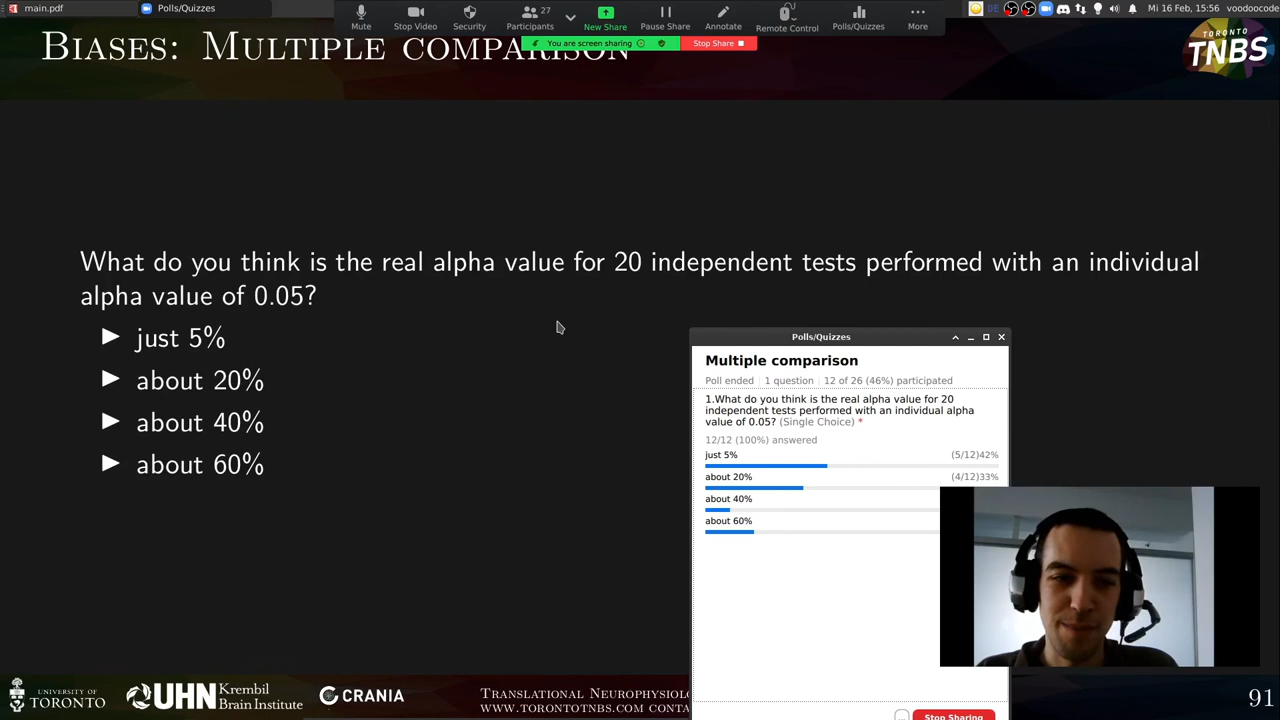 main.pdf
Polls/Quizzes
Mute
Stop Video
Security
Participants
27
New Share
Pause Share
Annotate
Remote Control
Polls/Quizzes
More
DE
Mi 16 Feb, 15:56
voodoocode
You are screen sharing
Stop Share
Biases: Multiple comparison
TORONTO
TNBS
What do you think is the real alpha value for 20 independent tests performed with an individual
alpha value of 0.05?
just 5%
about 20%
about 40%
about 60%
Polls/Quizzes
Multiple comparison
Poll ended | 1 question | 12 of 26 (46%) participated
1.What do you think is the real alpha value for 20
independent tests performed with an individual alpha
value of 0.05? (Single Choice) *
12/12 (100%) answered
just 5% (5/12)42%
about 20% (4/12)33%
about 40%
about 60%
Stop Sharing
UNIVERSITY OF
TORONTO
UHN
Krembil
Brain Institute
CRANIA
Translational
www.torontotnbs.com
91